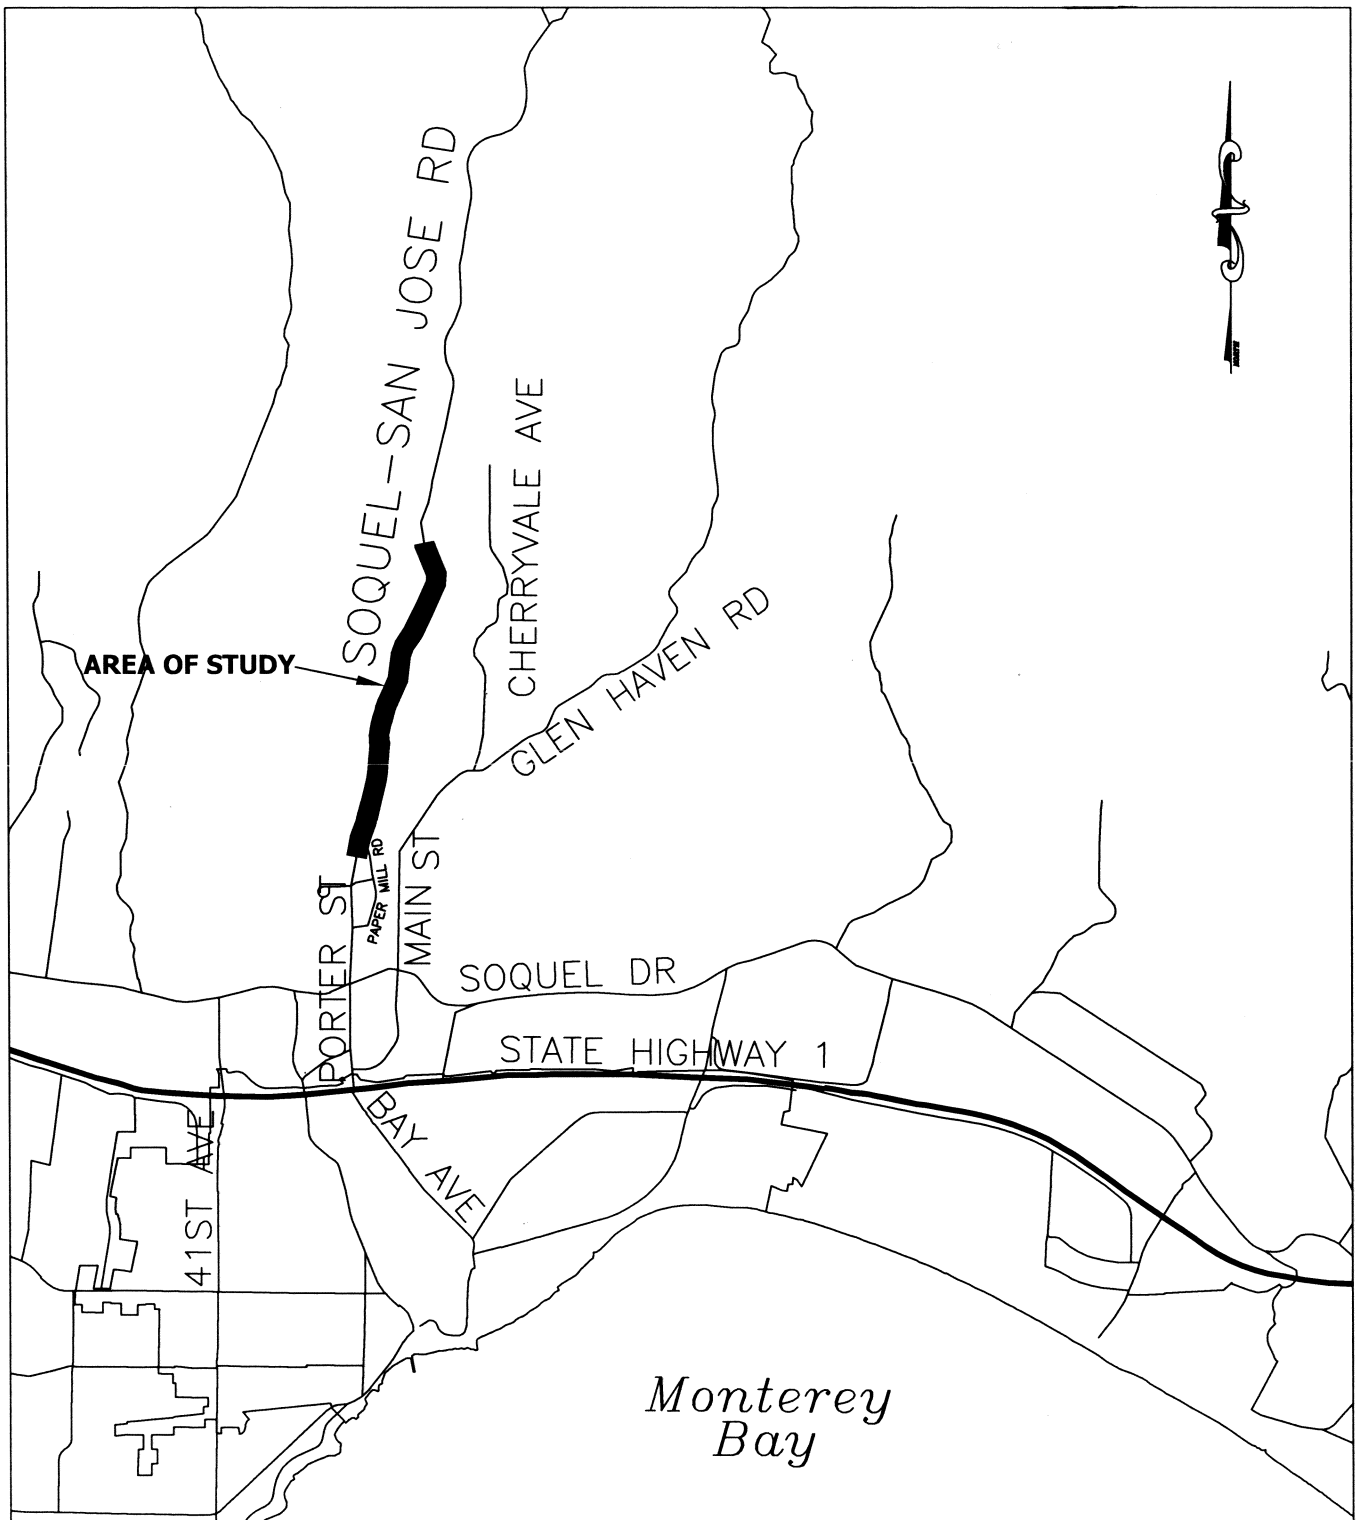 SOQUEL-SAN JOSE RD
NORTH
CHERRYVALE AVE
GLEN HAVEN RD
AREA OF STUDY
PAPER MILL RD
MAIN ST
PORTER ST
SOQUEL DR
STATE HIGHWAY 1
BAY AVE
41ST AVE
Monterey
Bay